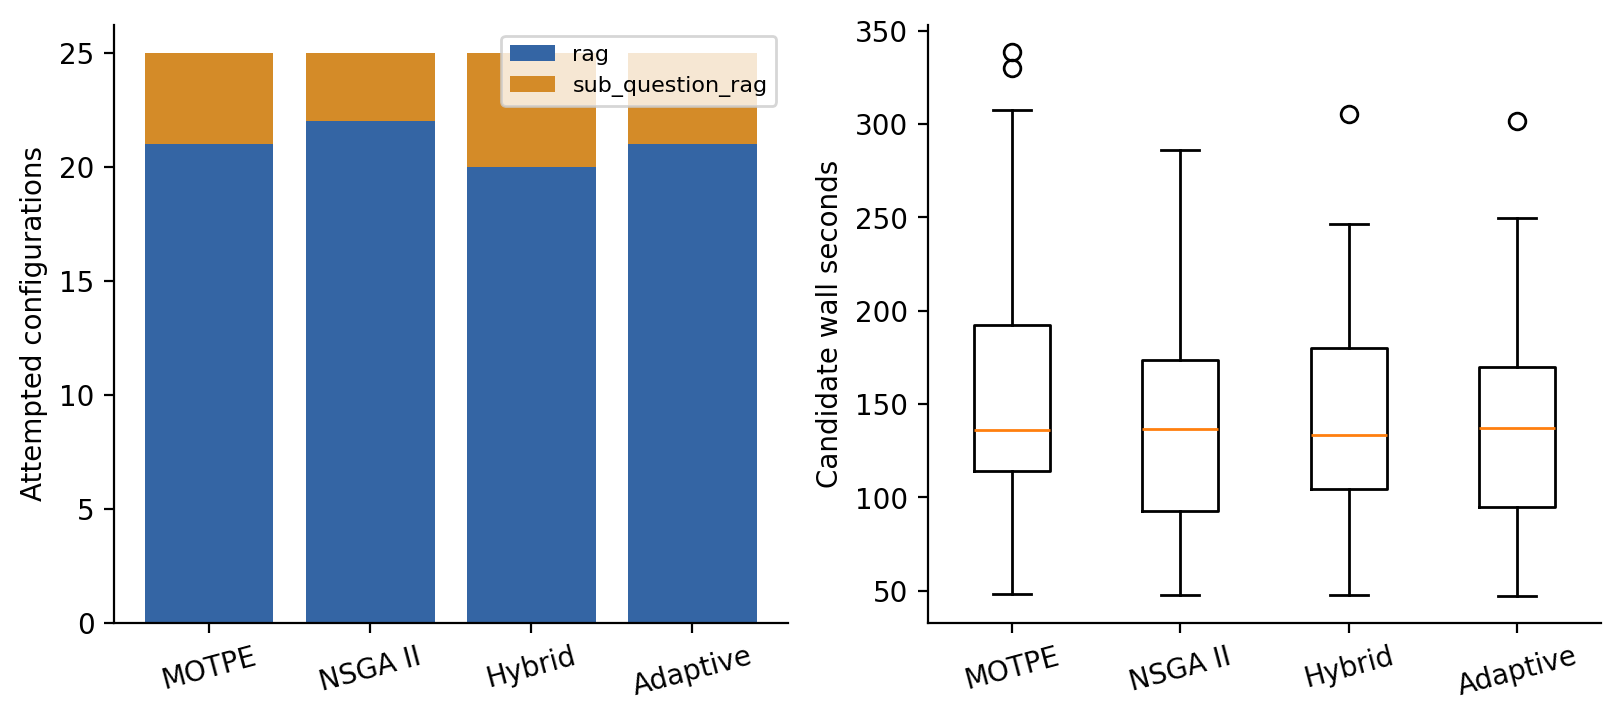 Attempted configurations
25
20
15
10
5
0
rag
sub_question_rag
MOTPE
NSGA II
Hybrid
Adaptive
Candidate wall seconds
350
300
250
200
150
100
50
MOTPE
NSGA II
Hybrid
Adaptive